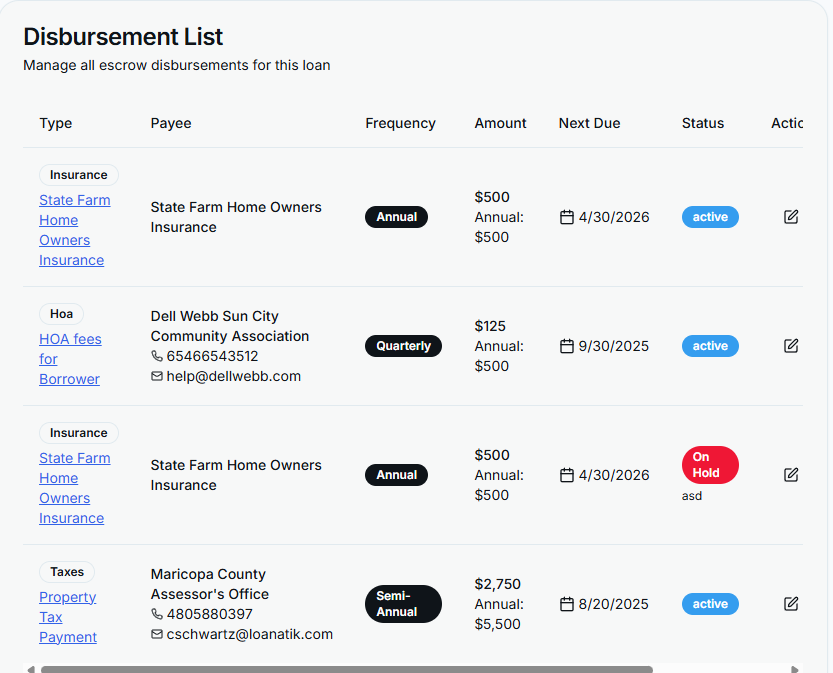 Disbursement List
Manage all escrow disbursements for this loan
Type Payee Frequency Amount Next Due Status Actio
Insurance
State Farm
Home
Owners
Insurance
State Farm Home Owners
Insurance
Annual
$500
Annual:
$500
4/30/2026
active
Hoa
HOA fees
for
Borrower
Dell Webb Sun City
Community Association
65466543512
help@dellwebb.com
Quarterly
$125
Annual:
$500
9/30/2025
active
Insurance
State Farm
Home
Owners
Insurance
State Farm Home Owners
Insurance
Annual
$500
Annual:
$500
4/30/2026
On
Hold
asd
Taxes
Property
Tax
Payment
Maricopa County
Assessor's Office
4805880397
cschwartz@loanatik.com
Semi-
Annual
$2,750
Annual:
$5,500
8/20/2025
active